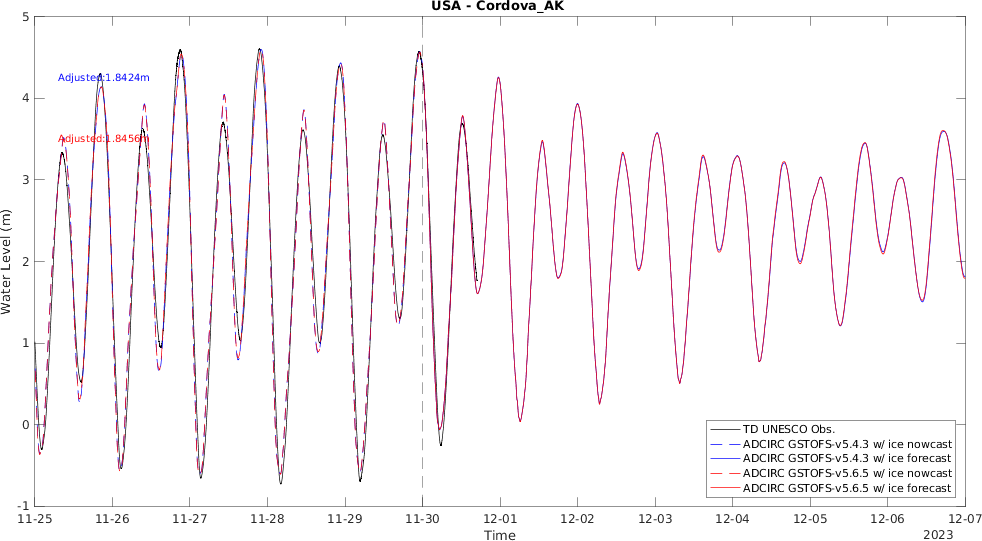 USA - Cordova_AK
5
4
3
2
1
0
-1
Water Level (m)
Adjusted:1.8424m
Adjusted:1.8456m
TD UNESCO Obs.
ADCIRC GSTOFS-v5.4.3 w/ ice nowcast
ADCIRC GSTOFS-v5.4.3 w/ ice forecast
ADCIRC GSTOFS-v5.6.5 w/ ice nowcast
ADCIRC GSTOFS-v5.6.5 w/ ice forecast
11-25 11-26 11-27 11-28 11-29 11-30 12-01 12-02 12-03 12-04 12-05 12-06 12-07
Time
2023